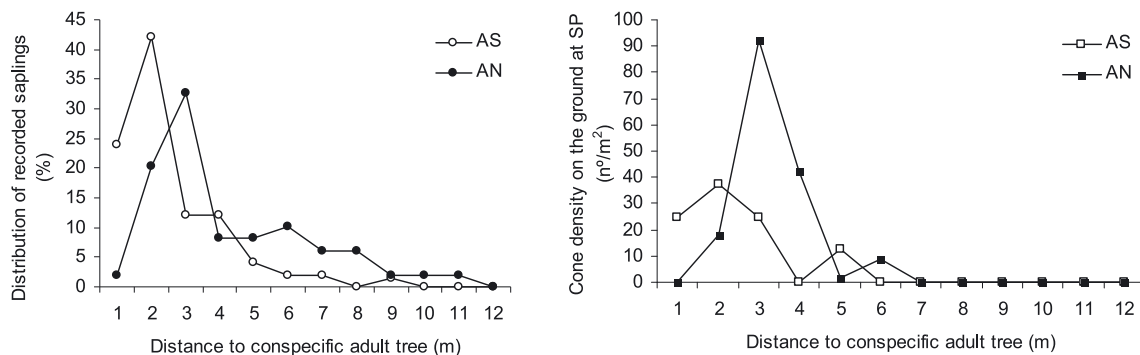 Distribution of recorded saplings
(%)
45
40
35
30
25
20
15
10
5
0
1 2 3 4 5 6 7 8 9 10 11 12
Distance to conspecific adult tree (m)
AS
AN
Cone density on the ground at SP
(nº/m²)
100
90
80
70
60
50
40
30
20
10
0
1 2 3 4 5 6 7 8 9 10 11 12
Distance to conspecific adult tree (m)
AS
AN